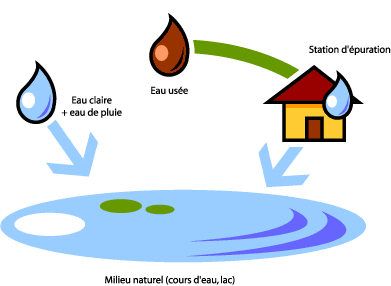 Station d'épuration
Eau usée
Eau claire
+ eau de pluie
Milieu naturel (cours d'eau, lac)